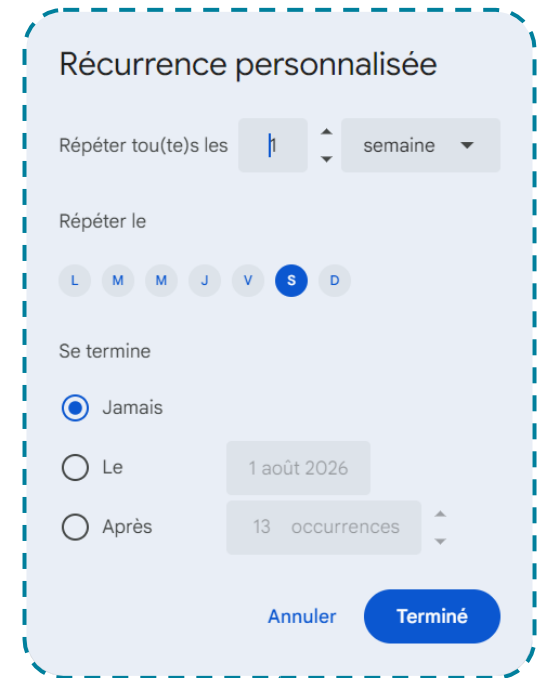 Récurrence personnalisée
Répéter tou(te)s les 1 semaine
Répéter le
L M M J V S D
Se termine
Jamais
Le 1 août 2026
Après 13 occurrences
Annuler Terminé